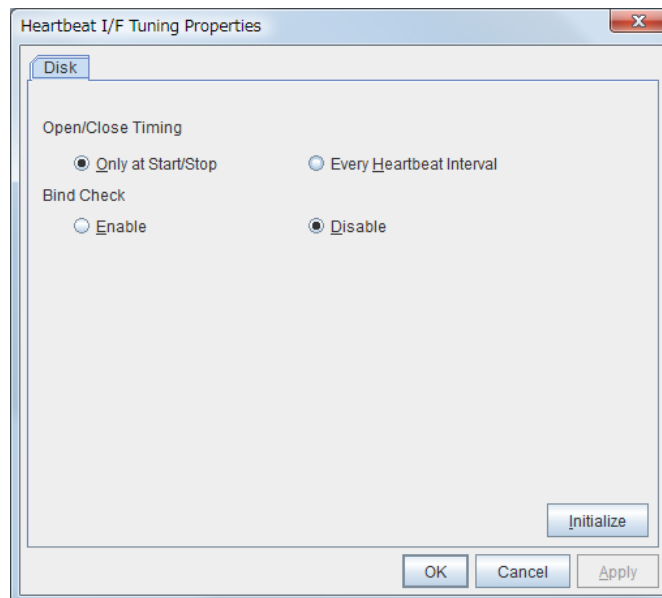 Heartbeat I/F Tuning Properties
Disk
Open/Close Timing
Only at Start/Stop Every Heartbeat Interval
Bind Check
Enable Disable
Initialize
OK Cancel Apply